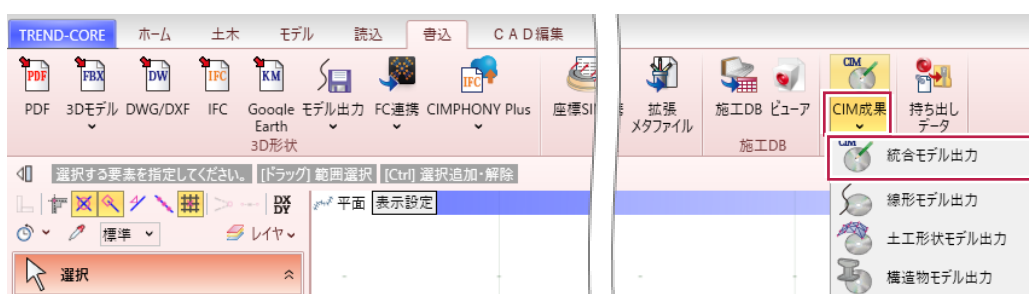 TREND-CORE ホーム 土木 モデル 読込 書込 CAD編集
PDF FBX DW IFC KM IFC CIM
PDF 3Dモデル DWG/DXF IFC Google Earth モデル出力 FC連携 CIMPHONY Plus 座標SI 拡張メタファイル 施工DB ビューア CIM成果 持ち出しデータ
3D形状 施工DB
統合モデル出力
選択する要素を指定してください。 [ドラッグ] 範囲選択 [Ctrl] 選択追加・解除
線形モデル出力
DX DY 平面 表示設定
標準 レイヤ
土工形状モデル出力
選択
構造物モデル出力